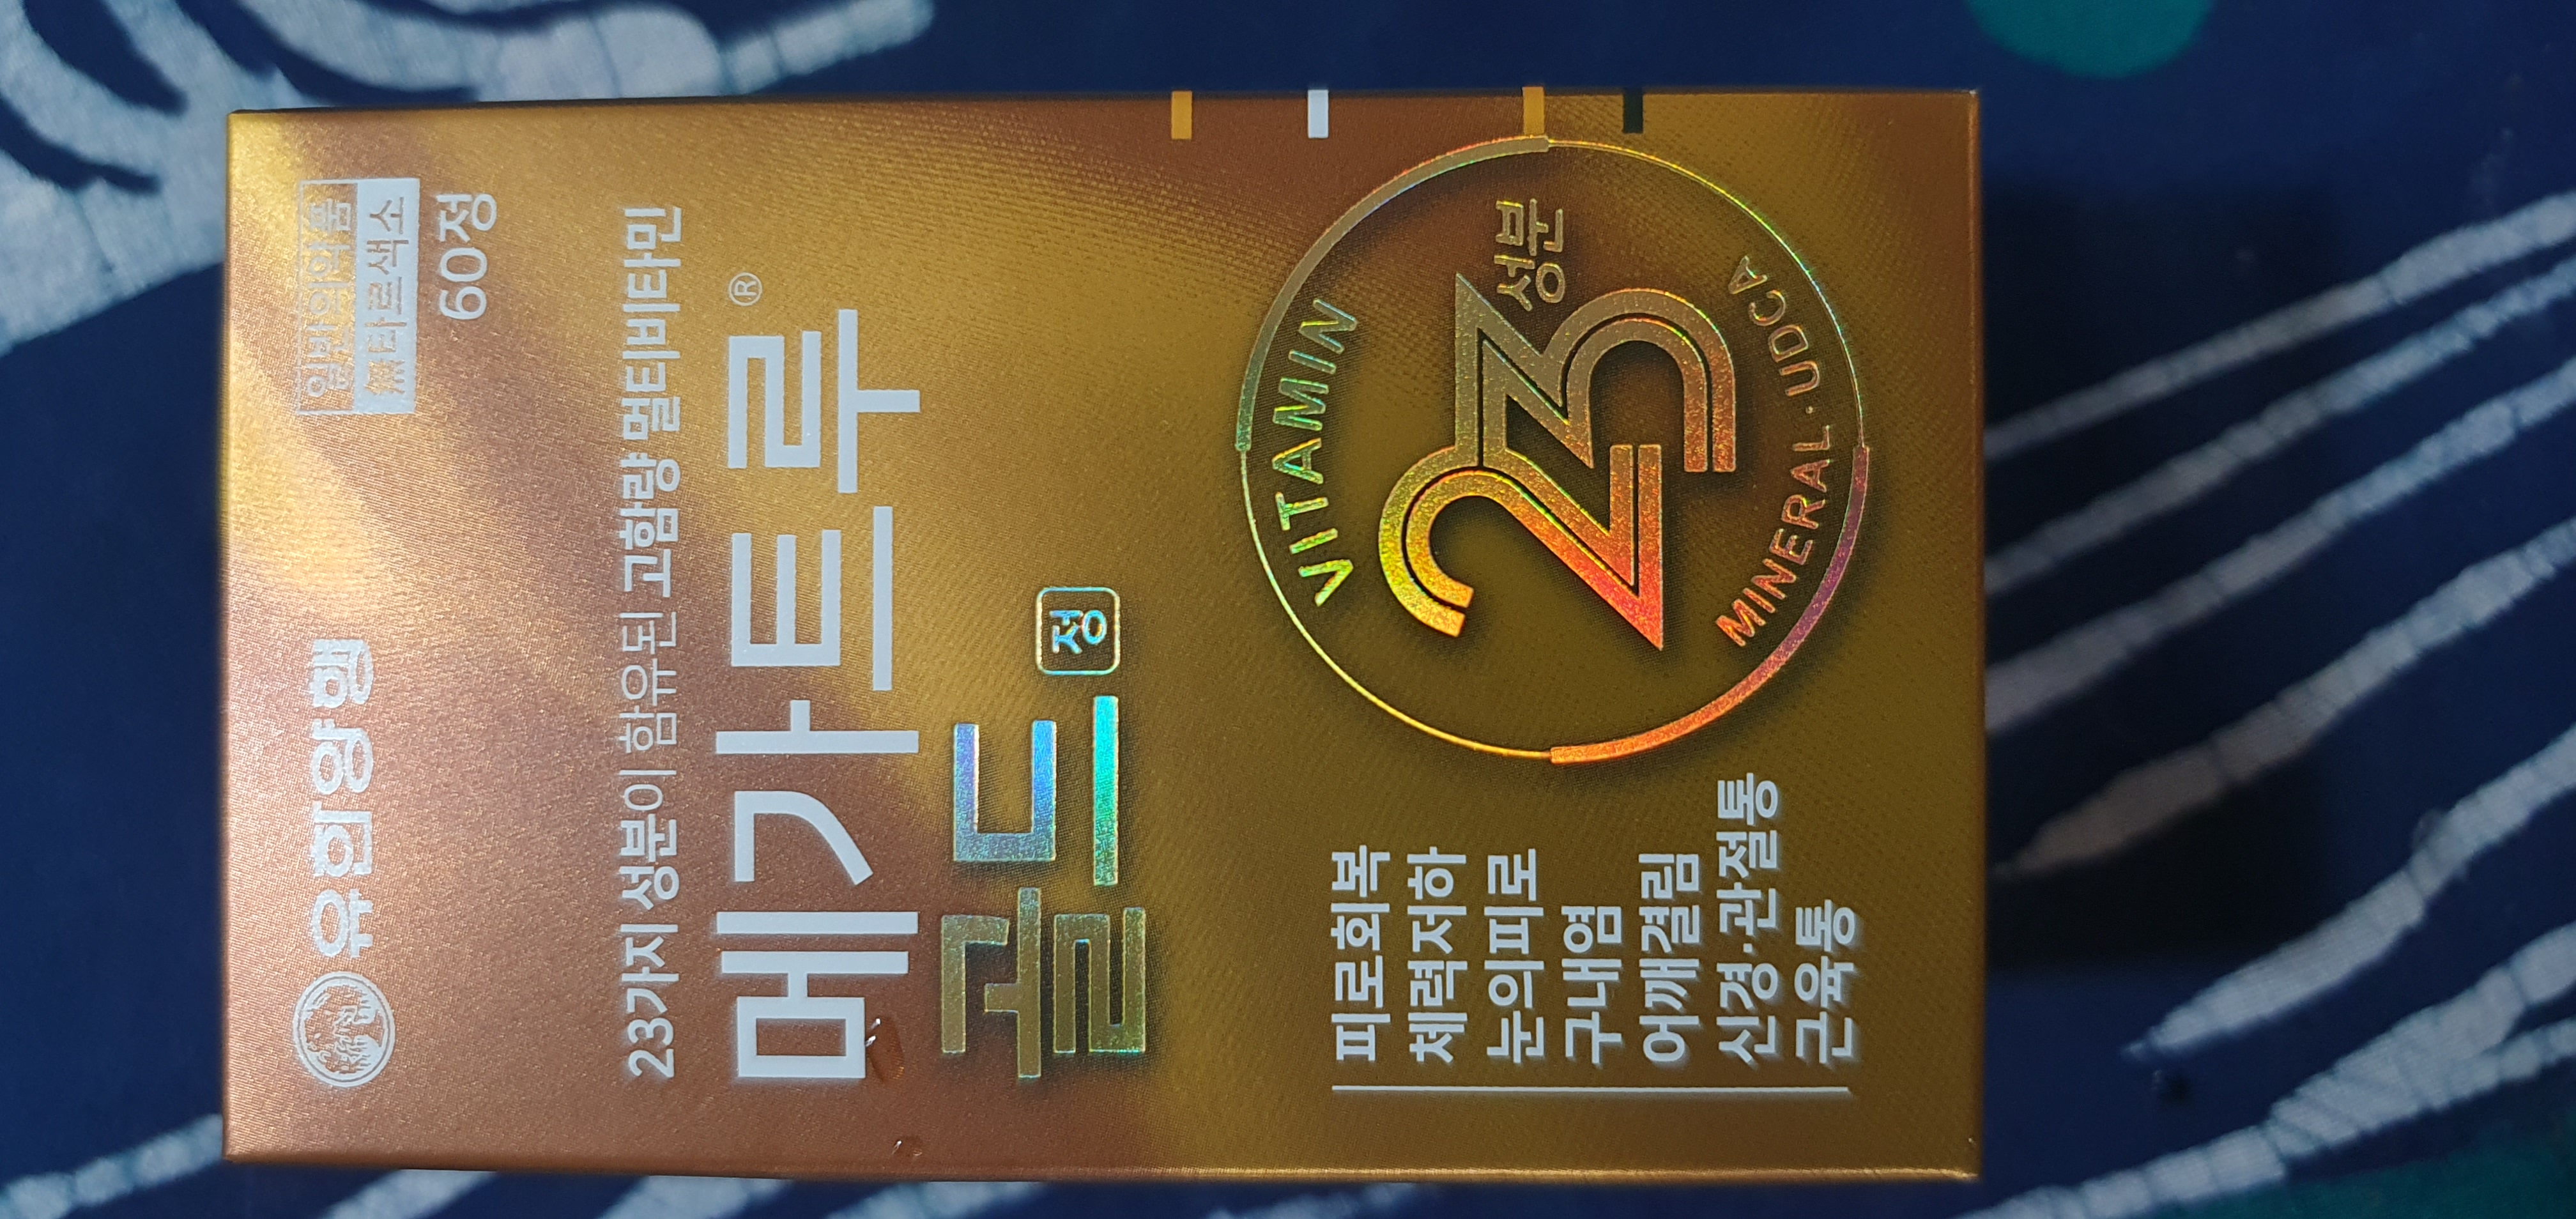 유한양행
일반의약품
無타르색소
60정
23가지 성분이 함유된 고함량 멀티비타민
메가트루®
골드 정
VITAMIN
23성분
MINERAL·UDCA
피로회복
체력저하
눈의피로
구내염
어깨결림
신경·관절통
근육통